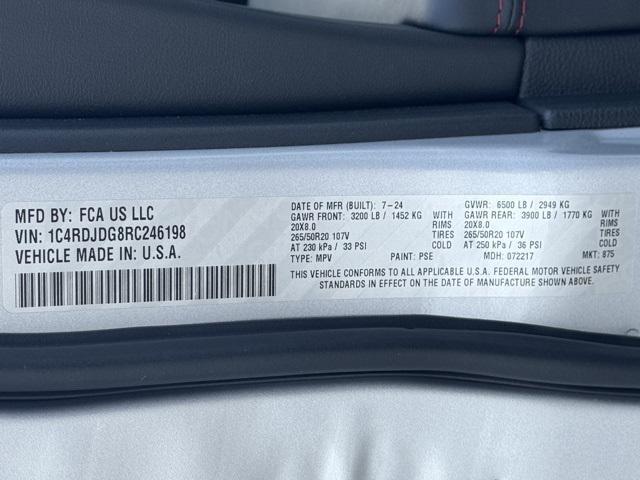 MFD BY: FCA US LLC
VIN: 1C4RDJDG8RC246198
VEHICLE MADE IN: U.S.A.
DATE OF MFR (BUILT): 7-24 GVWR: 6500 LB / 2949 KG
GAWR FRONT: 3200 LB / 1452 KG WITH GAWR REAR: 3900 LB / 1770 KG WITH
20X8.0 RIMS 20X8.0 RIMS
265/50R20 107V TIRES 265/50R20 107V TIRES
AT 230 kPa / 33 PSI AT 250 kPa / 36 PSI
TYPE: MPV PAINT: PSE MDH: 072217 MKT: 875
THIS VEHICLE CONFORMS TO ALL APPLICABLE U.S.A. FEDERAL MOTOR VEHICLE SAFETY
STANDARDS IN EFFECT ON THE DATE OF MANUFACTURE SHOWN ABOVE.